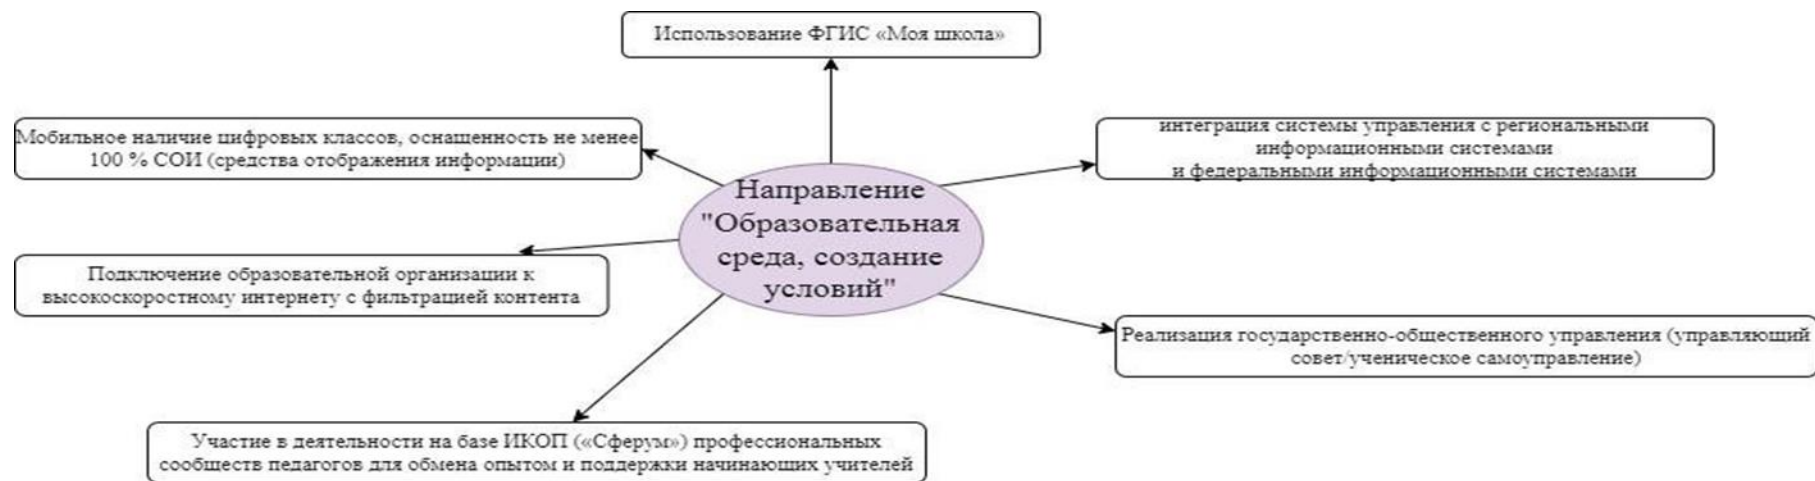 Использование ФГИС «Моя школа»
Мобильное наличие цифровых классов, оснащенность не менее
100 % СОИ (средства отображения информации)
интеграция системы управления с региональными
информационными системами
и федеральными информационными системами
Направление
"Образовательная
среда, создание
условий"
Подключение образовательной организации к
высокоскоростному интернету с фильтрацией контента
Реализация государственно-общественного управления (управляющий
совет/ученическое самоуправление)
Участие в деятельности на базе ИКОП («Сферум») профессиональных
сообществ педагогов для обмена опытом и поддержки начинающих учителей